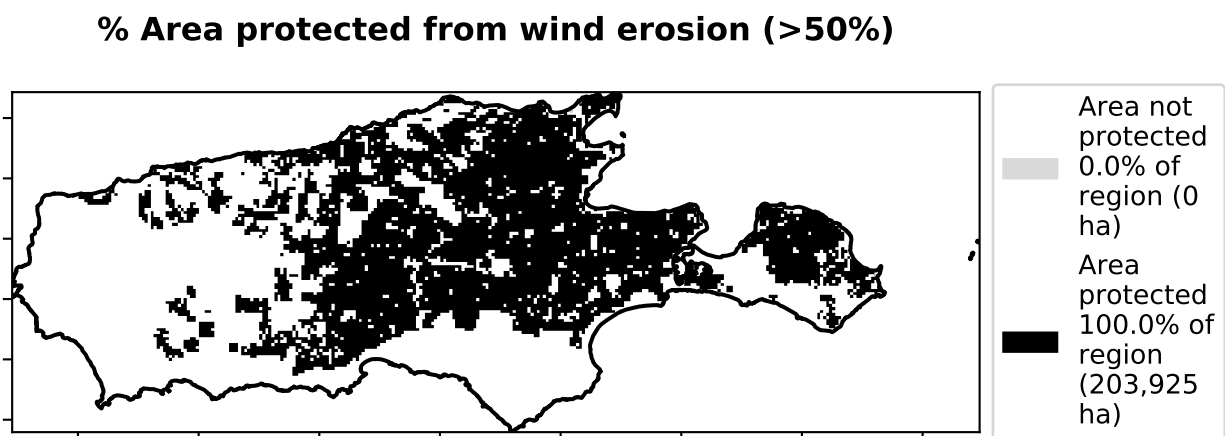 % Area protected from wind erosion (>50%)
Area not
protected
0.0% of
region (0
ha)
Area
protected
100.0% of
region
(203,925
ha)